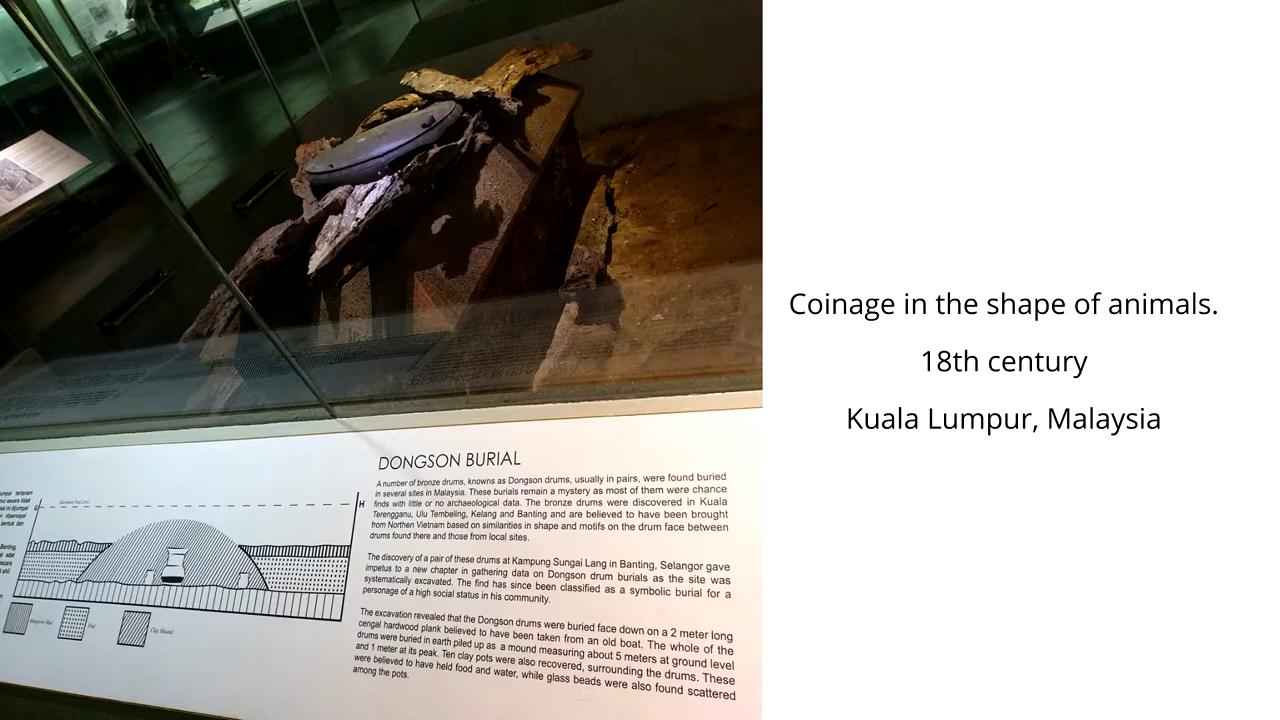 DONGSON BURIAL
A number of bronze drums, knowns as Dongson drums, usually in pairs, were found buried
in several sites in Malaysia. These burials remain a mystery as most of them were chance
finds with little or no archaeological data. The bronze drums were discovered in Kuala
Terengganu, Ulu Tembeling, Kelang and Banting and are believed to have been brought
from Northen Vietnam based on similarities in shape and motifs on the drum face between
drums found there and those from local sites.
The discovery of a pair of these drums at Kampung Sungai Lang in Banting, Selangor gave
impetus to a new chapter in gathering data on Dongson drum burials as the site was
systematically excavated. The find has since been classified as a symbolic burial for a
personage of a high social status in his community.
The excavation revealed that the Dongson drums were buried face down on a 2 meter long
cengal hardwood plank believed to have been taken from an old boat. The whole of the
drums were buried in earth piled up as a mound measuring about 5 meters at ground level
and 1 meter at its peak. Ten clay pots were also recovered, surrounding the drums. These
were believed to have held food and water, while glass beads were also found scattered
among the pots.
G
H
Peat
Clay Mound
Coinage in the shape of animals.
18th century
Kuala Lumpur, Malaysia